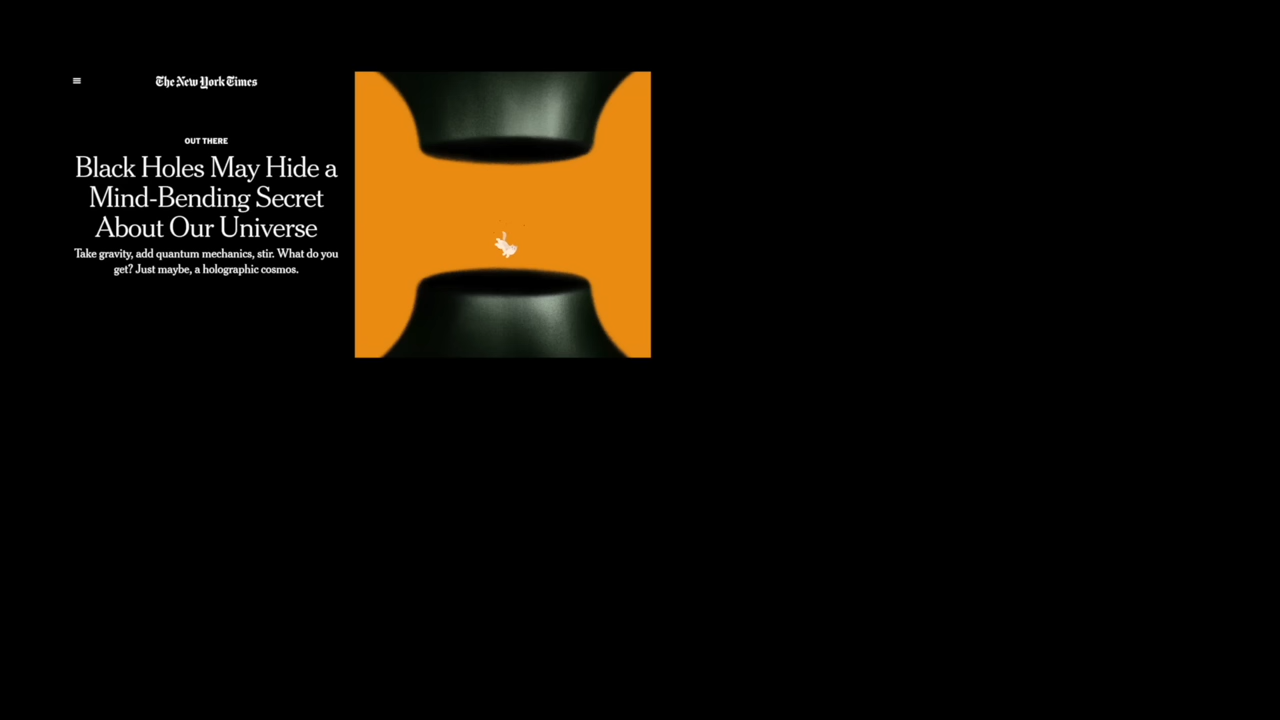 The New York Times
OUT THERE
Black Holes May Hide a
Mind-Bending Secret
About Our Universe
Take gravity, add quantum mechanics, stir. What do you
get? Just maybe, a holographic cosmos.